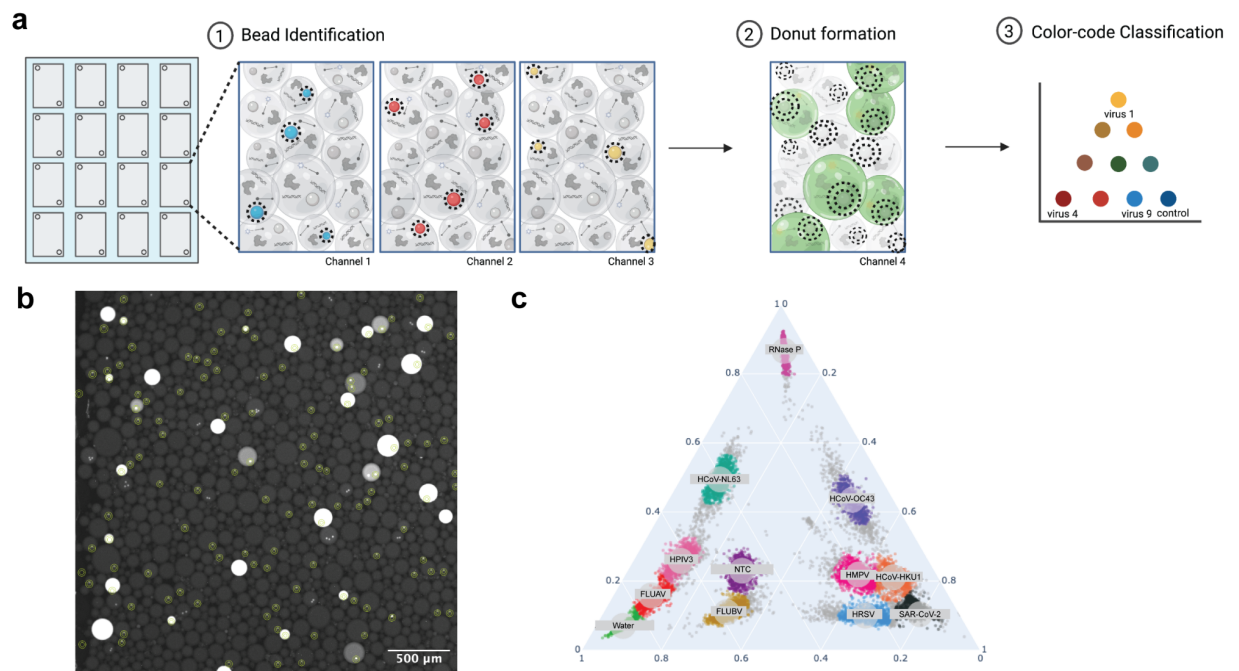 a
1 Bead Identification
2 Donut formation
3 Color-code Classification
virus 1
virus 4
virus 9
control
Channel 1
Channel 2
Channel 3
Channel 4
b
500 µm
c
1 0
RNase P
0.8
0.2
0.6
0.4
HCoV-NL63
HCoV-OC43
0.4
0.6
HPIV3
NTC
HMPV
HCoV-HKU1
0.2
0.8
FLUAV
FLUBV
HRSV
SAR-CoV-2
Water
0
1
1
0.8
0.6
0.4
0.2
0